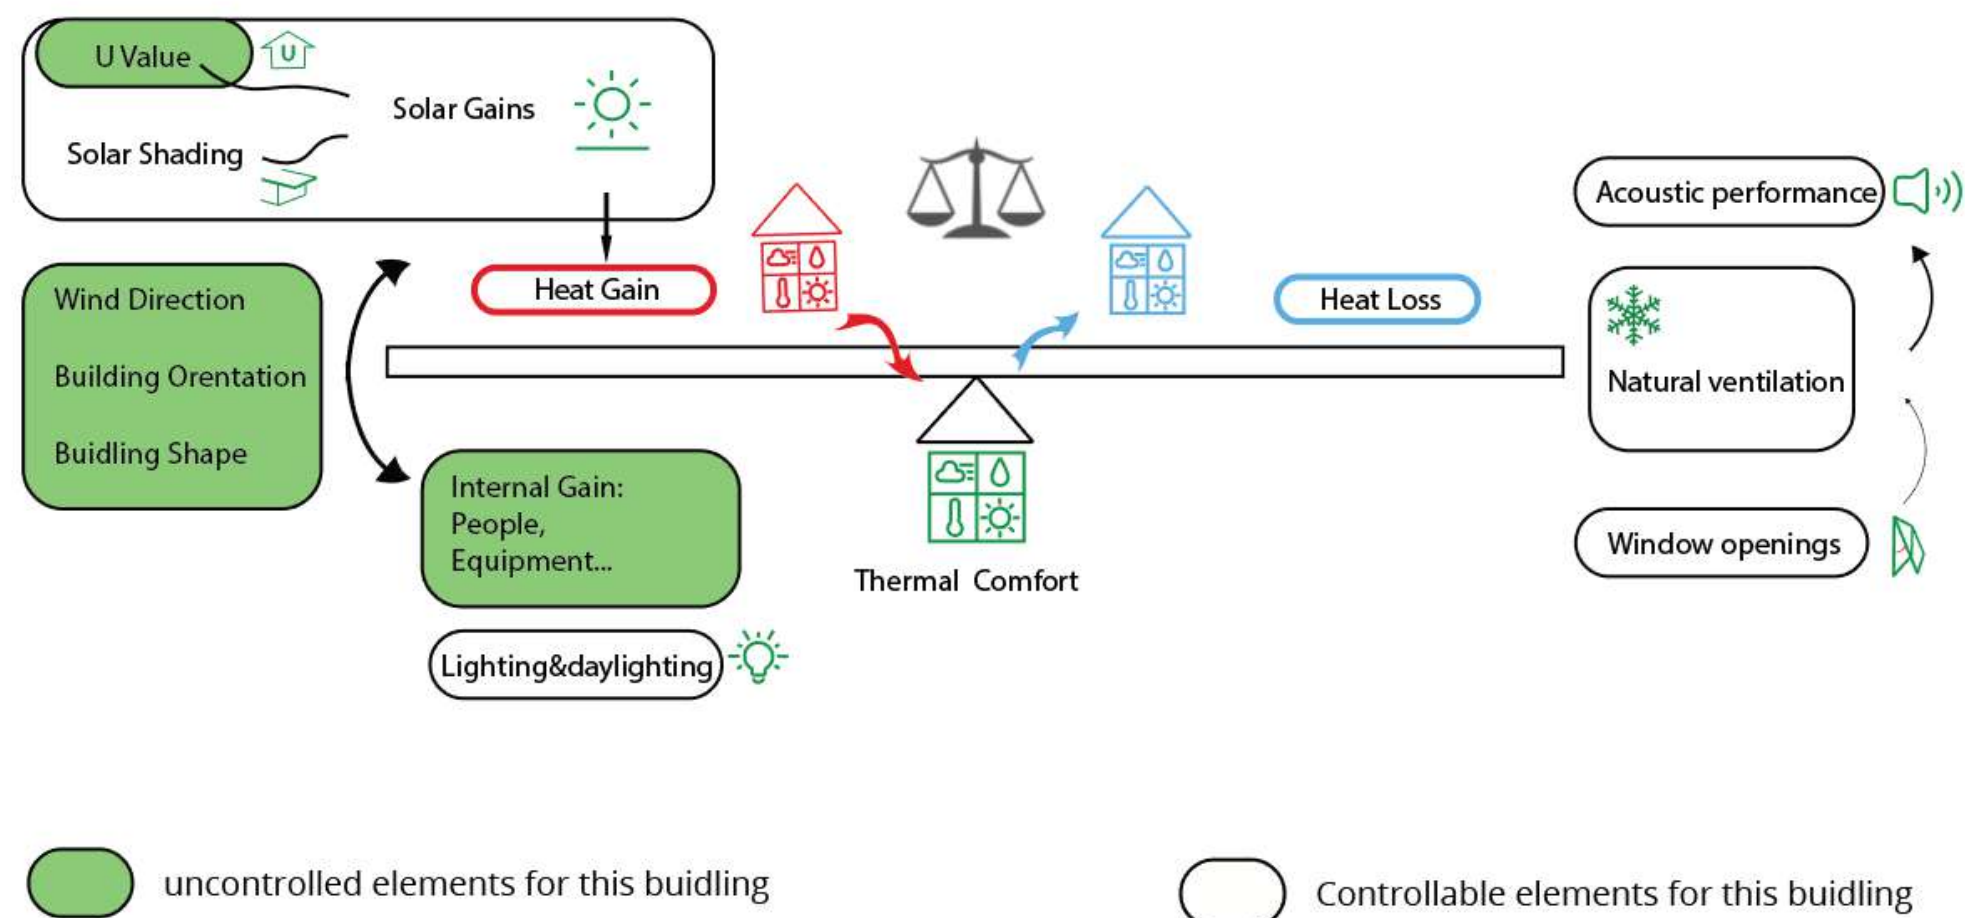 U Value
U
Solar Gains
Solar Shading
Acoustic performance
Wind Direction
Building Orentation
Buidling Shape
Heat Gain
Heat Loss
Natural ventilation
Internal Gain:
People,
Equipment...
Window openings
Thermal Comfort
Lighting&daylighting
uncontrolled elements for this buidling
Controllable elements for this buidling